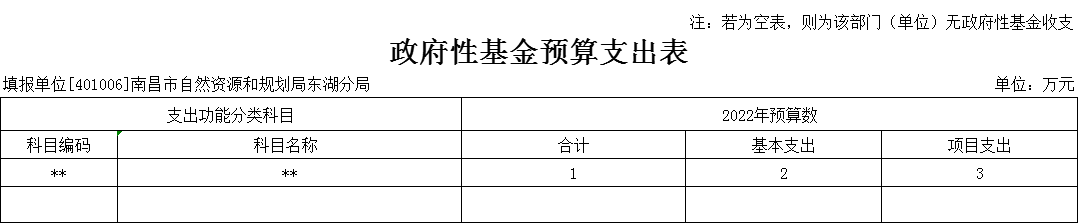 注：若为空表，则为该部门（单位）无政府性基金收支
政府性基金预算支出表
填报单位[401006]南昌市自然资源和规划局东湖分局 单位：万元
支出功能分类科目 2022年预算数
科目编码 科目名称 合计 基本支出 项目支出
** ** 1 2 3